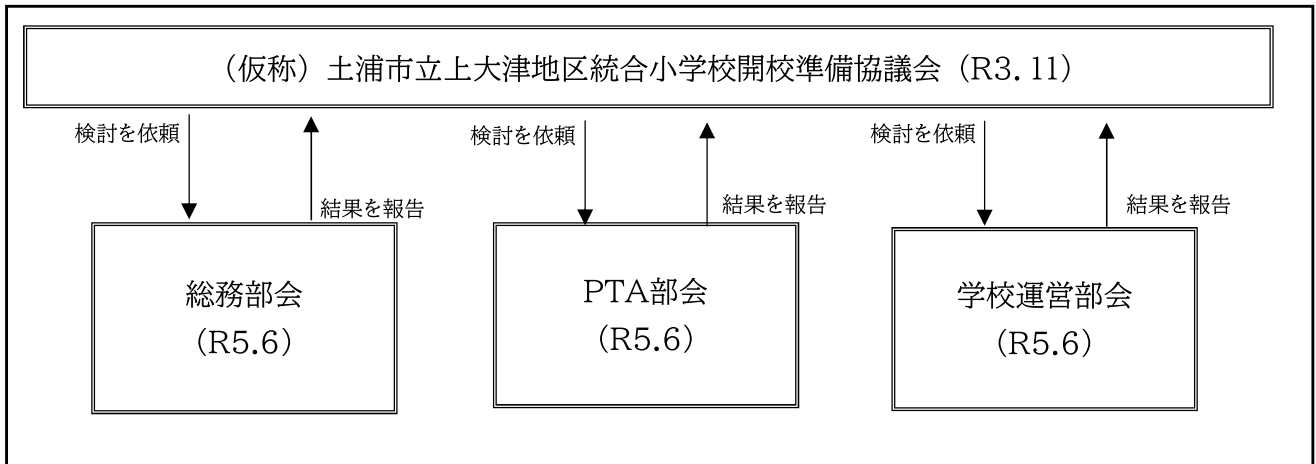 （仮称）土浦市立上大津地区統合小学校開校準備協議会（R3.11）
検討を依頼
結果を報告
検討を依頼
結果を報告
検討を依頼
結果を報告
総務部会
（R5.6）
PTA部会
（R5.6）
学校運営部会
（R5.6）